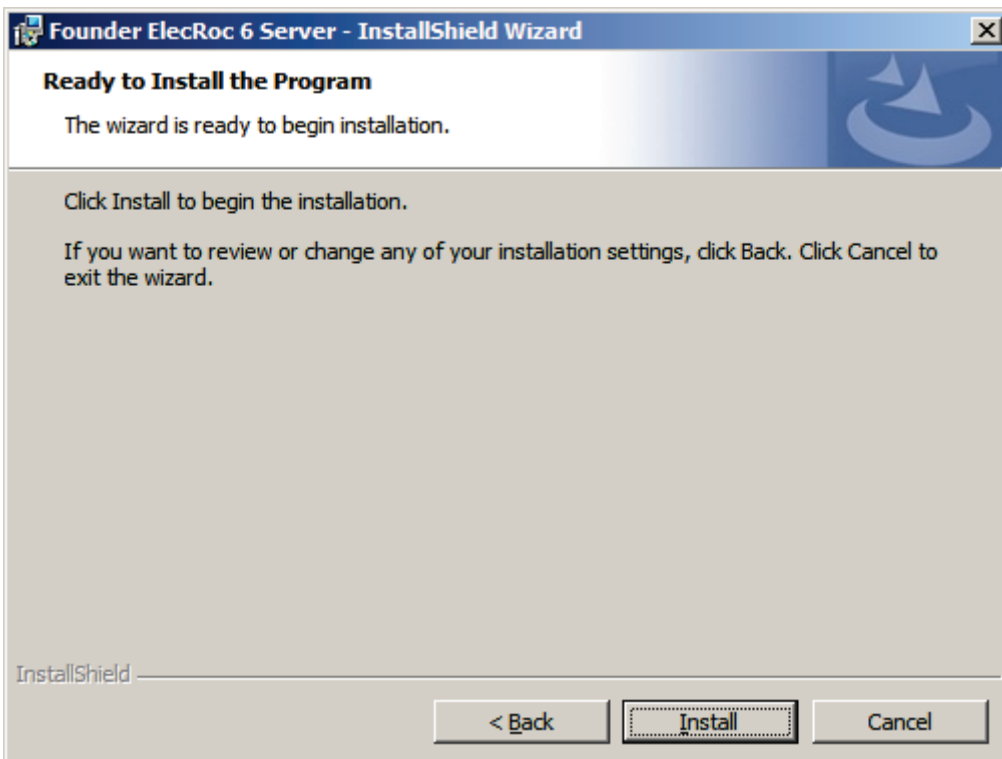 Founder ElecRoc 6 Server - InstallShield Wizard
Ready to Install the Program
The wizard is ready to begin installation.
Click Install to begin the installation.
If you want to review or change any of your installation settings, click Back. Click Cancel to
exit the wizard.
InstallShield
< Back
Install
Cancel